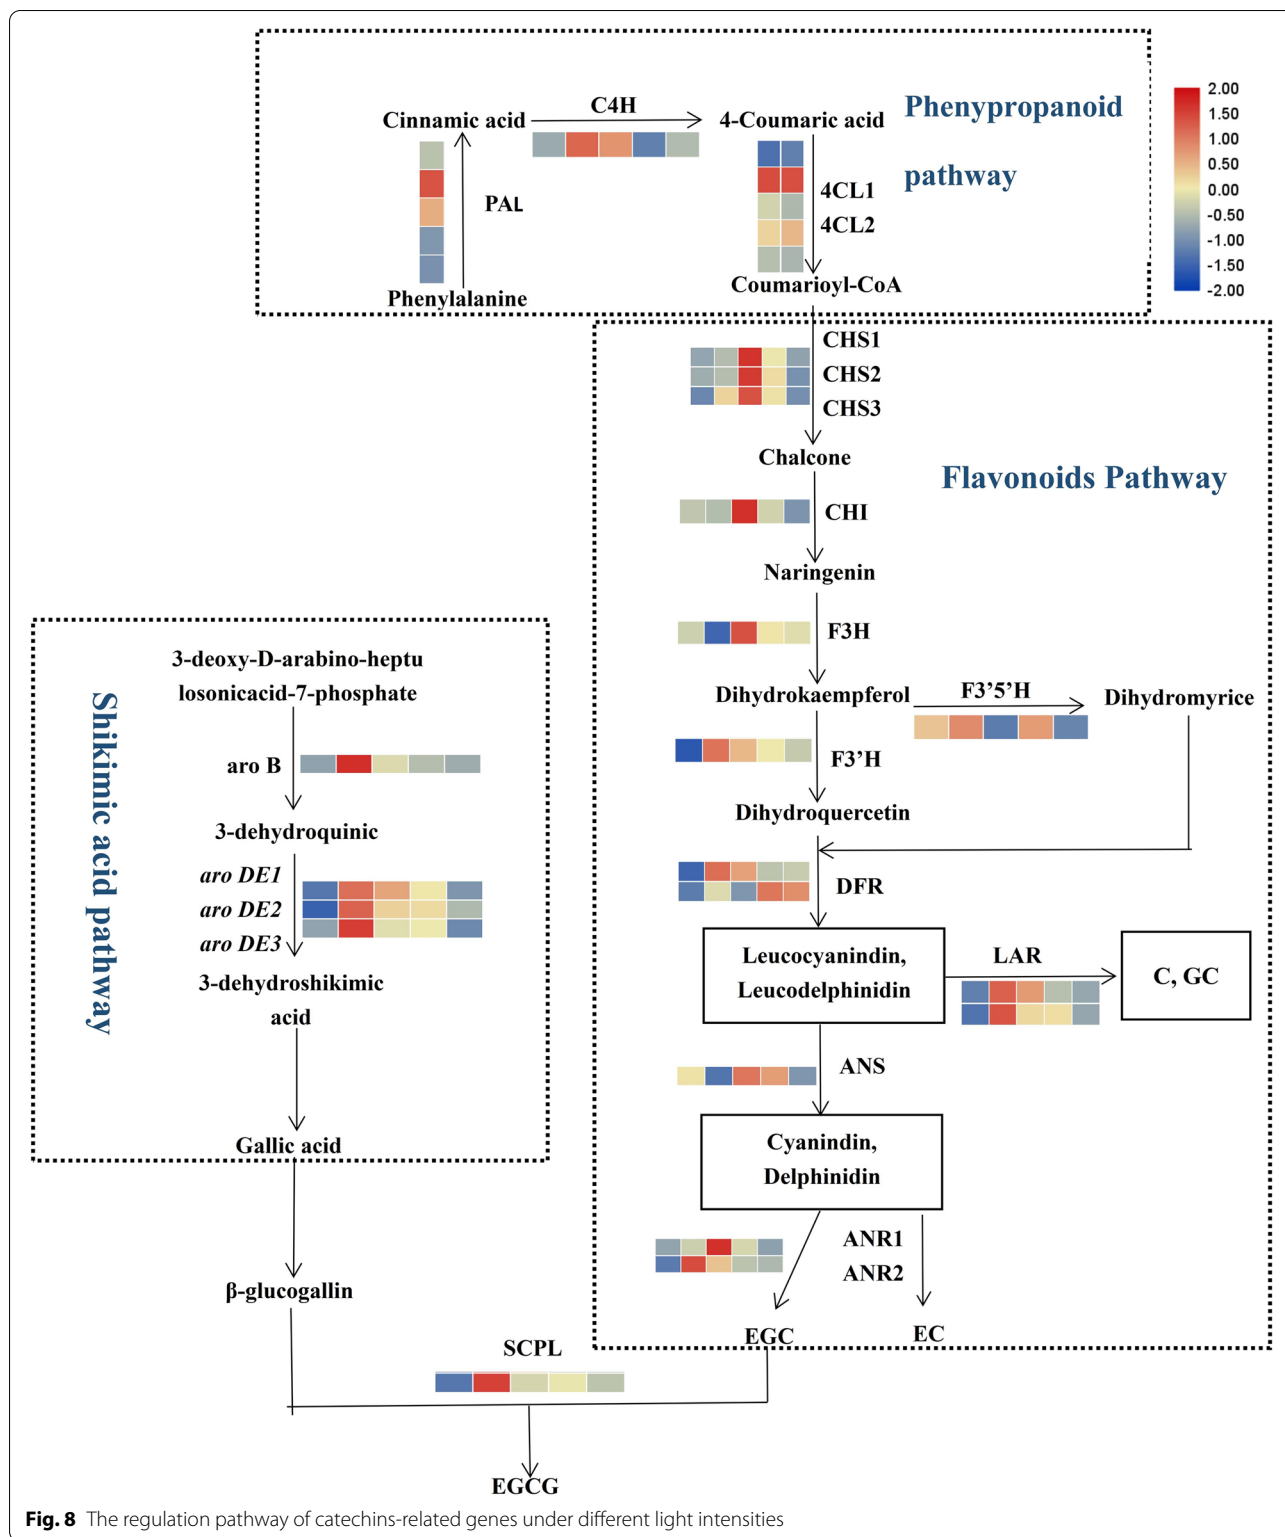 Phenypropanoid
pathway
Cinnamic acid
C4H
4-Coumaric acid
PAL
4CL1
4CL2
Phenylalanine
Coumarioyl-CoA
2.00
1.50
1.00
0.50
0.00
-0.50
-1.00
-1.50
-2.00
CHS1
CHS2
CHS3
Chalcone
Flavonoids Pathway
CHI
Naringenin
F3H
Dihydrokaempferol
F3’5’H
Dihydromyrice
F3’H
Dihydroquercetin
DFR
Leucocyanindin,
Leucodelphinidin
LAR
C, GC
ANS
Cyanindin,
Delphinidin
ANR1
ANR2
EGC
EC
Shikimic acid pathway
3-deoxy-D-arabino-heptu
losonicacid-7-phosphate
aro B
3-dehydroquinic
aro DE1
aro DE2
aro DE3
3-dehydroshikimic
acid
Gallic acid
β-glucogallin
SCPL
EGCG
Fig. 8 The regulation pathway of catechins-related genes under different light intensities